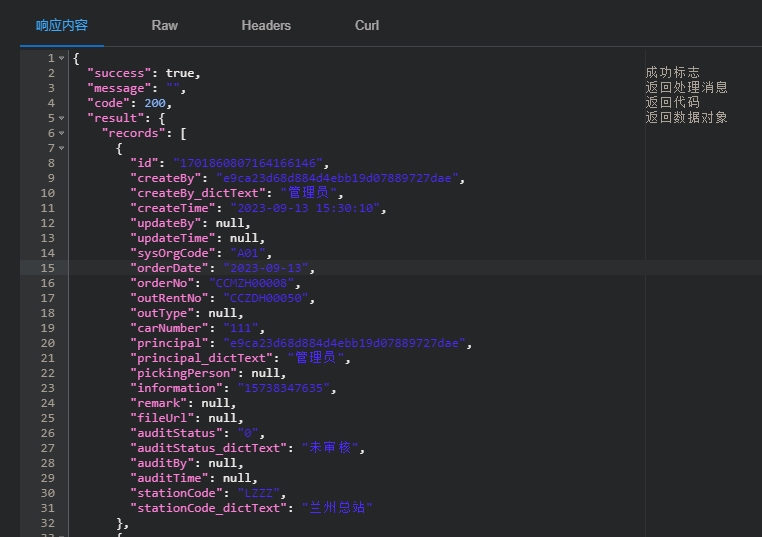 响应内容 Raw Headers Curl
1 {
2 "success": true, 成功标志
3 "message": "", 返回处理消息
4 "code": 200, 返回代码
5 "result": { 返回数据对象
6 "records": [
7 {
8 "id": "1701860807164166146",
9 "createBy": "e9ca23d68d884d4ebb19d07889727dae",
10 "createBy_dictText": "管理员",
11 "createTime": "2023-09-13 15:30:10",
12 "updateBy": null,
13 "updateTime": null,
14 "sysOrgCode": "A01",
15 "orderDate": "2023-09-13",
16 "orderNo": "CCMZH00008",
17 "outRentNo": "CCZDH00050",
18 "outType": null,
19 "carNumber": "111",
20 "principal": "e9ca23d68d884d4ebb19d07889727dae",
21 "principal_dictText": "管理员",
22 "pickingPerson": null,
23 "information": "15738347635",
24 "remark": null,
25 "fileUrl": null,
26 "auditStatus": "0",
27 "auditStatus_dictText": "未审核",
28 "auditBy": null,
29 "auditTime": null,
30 "stationCode": "LZZZ",
31 "stationCode_dictText": "兰州总站"
32 },
33 {